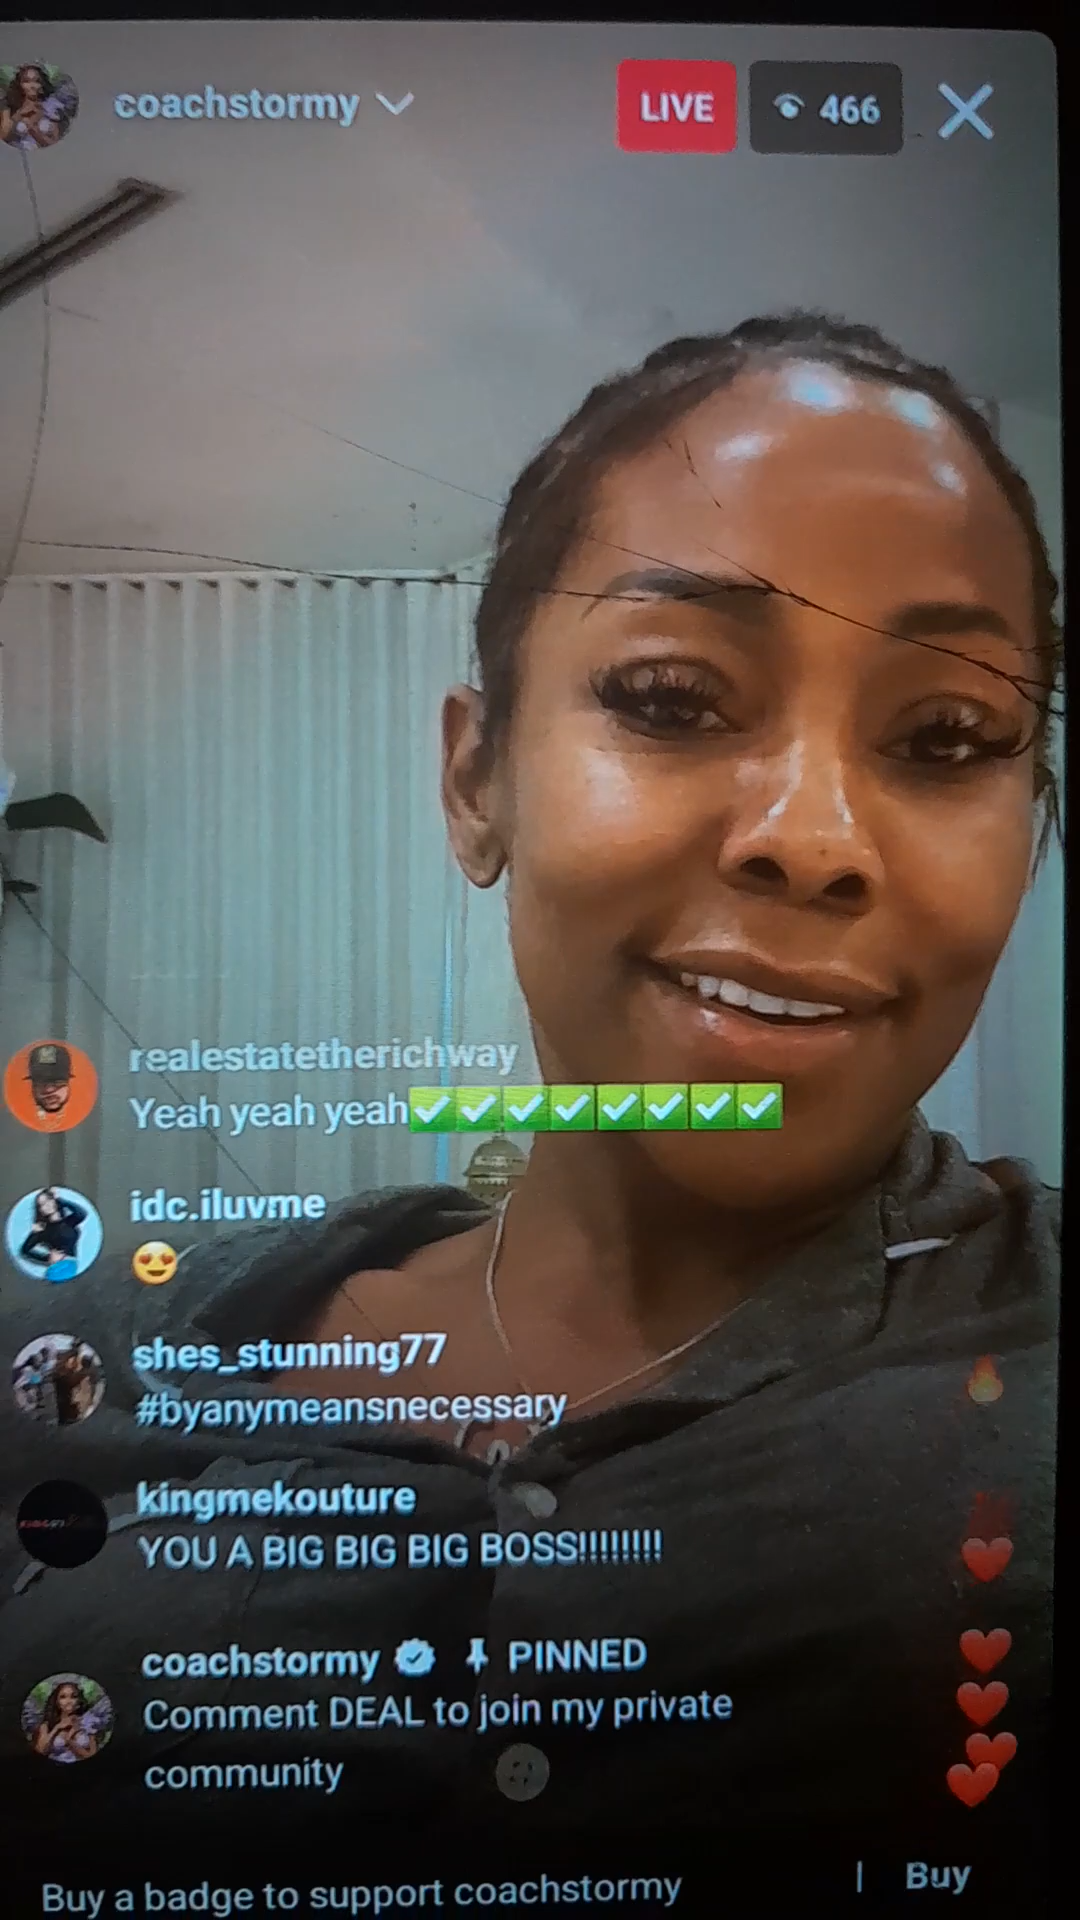 coachstormy
LIVE
466
realestatetherichway
Yeah yeah yeah✅✅✅✅✅✅✅✅
idc.iluvme
😍
shes_stunning77
#byanymeansnecessary
kingmekouture
YOU A BIG BIG BIG BOSS!!!!!!!!
coachstormy PINNED
Comment DEAL to join my private
community
Buy a badge to support coachstormy | Buy